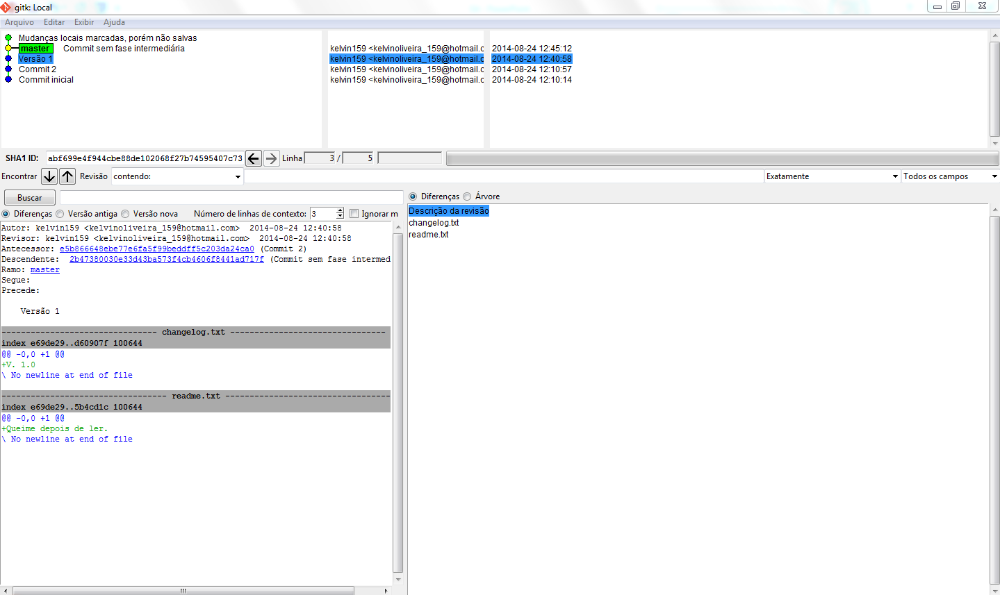 gitk: Local
Arquivo Editar Exibir Ajuda
Mudanças locais marcadas, porém não salvas
master Commit sem fase intermediária kelvin159 <kelvinoliveira_159@hotmail.c 2014-08-24 12:45:12
Versão 1 kelvin159 <kelvinoliveira_159@hotmail.c 2014-08-24 12:40:58
Commit 2 kelvin159 <kelvinoliveira_159@hotmail.c 2014-08-24 12:10:57
Commit inicial kelvin159 <kelvinoliveira_159@hotmail.c 2014-08-24 12:10:14
SHA1 ID: abf699e4f944cbe88de102068f27b74595407c73 Linha 3 / 5
Encontrar Revisão contendo: Exatamente Todos os campos
Buscar
Diferenças Versão antiga Versão nova Número de linhas de contexto: 3 Ignorar m
Autor: kelvin159 <kelvinoliveira_159@hotmail.com> 2014-08-24 12:40:58
Revisor: kelvin159 <kelvinoliveira_159@hotmail.com> 2014-08-24 12:40:58
Antecessor: e5b866648ebe77e6fa5f99beddff5c203da24ca0 (Commit 2)
Descendente: 2b47380030e33d43ba573f4cb4606f8441ad717f (Commit sem fase intermed
Ramo: master
Segue:
Precede:
Versão 1
------------------------------- changelog.txt --------------------------------
index e69de29..d60907f 100644
@@ -0,0 +1 @@
+V. 1.0
\ No newline at end of file
---------------------------------- readme.txt ----------------------------------
index e69de29..5b4cd1c 100644
@@ -0,0 +1 @@
+Queime depois de ler.
\ No newline at end of file
Diferenças Árvore
Descrição da revisão
changelog.txt
readme.txt